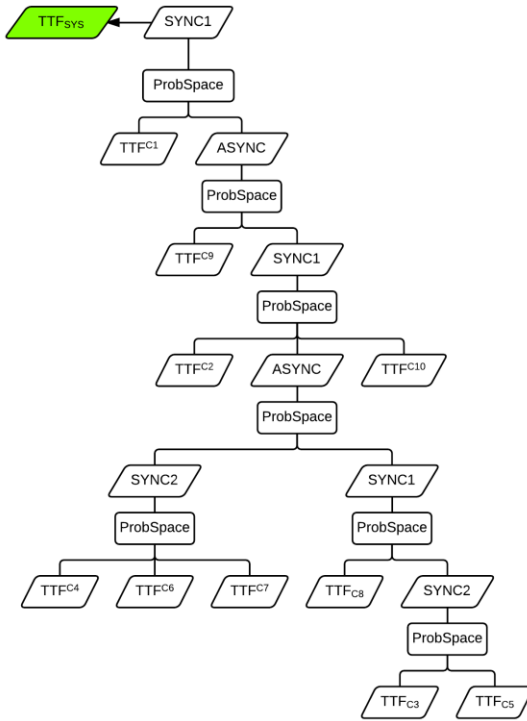 TTFSYS SYNC1
ProbSpace
TTFC1 ASYNC
ProbSpace
TTFC9 SYNC1
ProbSpace
TTFC2 ASYNC TTFC10
ProbSpace
SYNC2 SYNC1
ProbSpace ProbSpace
TTFC4 TTFC6 TTFC7 TTFC8 SYNC2
ProbSpace
TTFC3 TTFC5